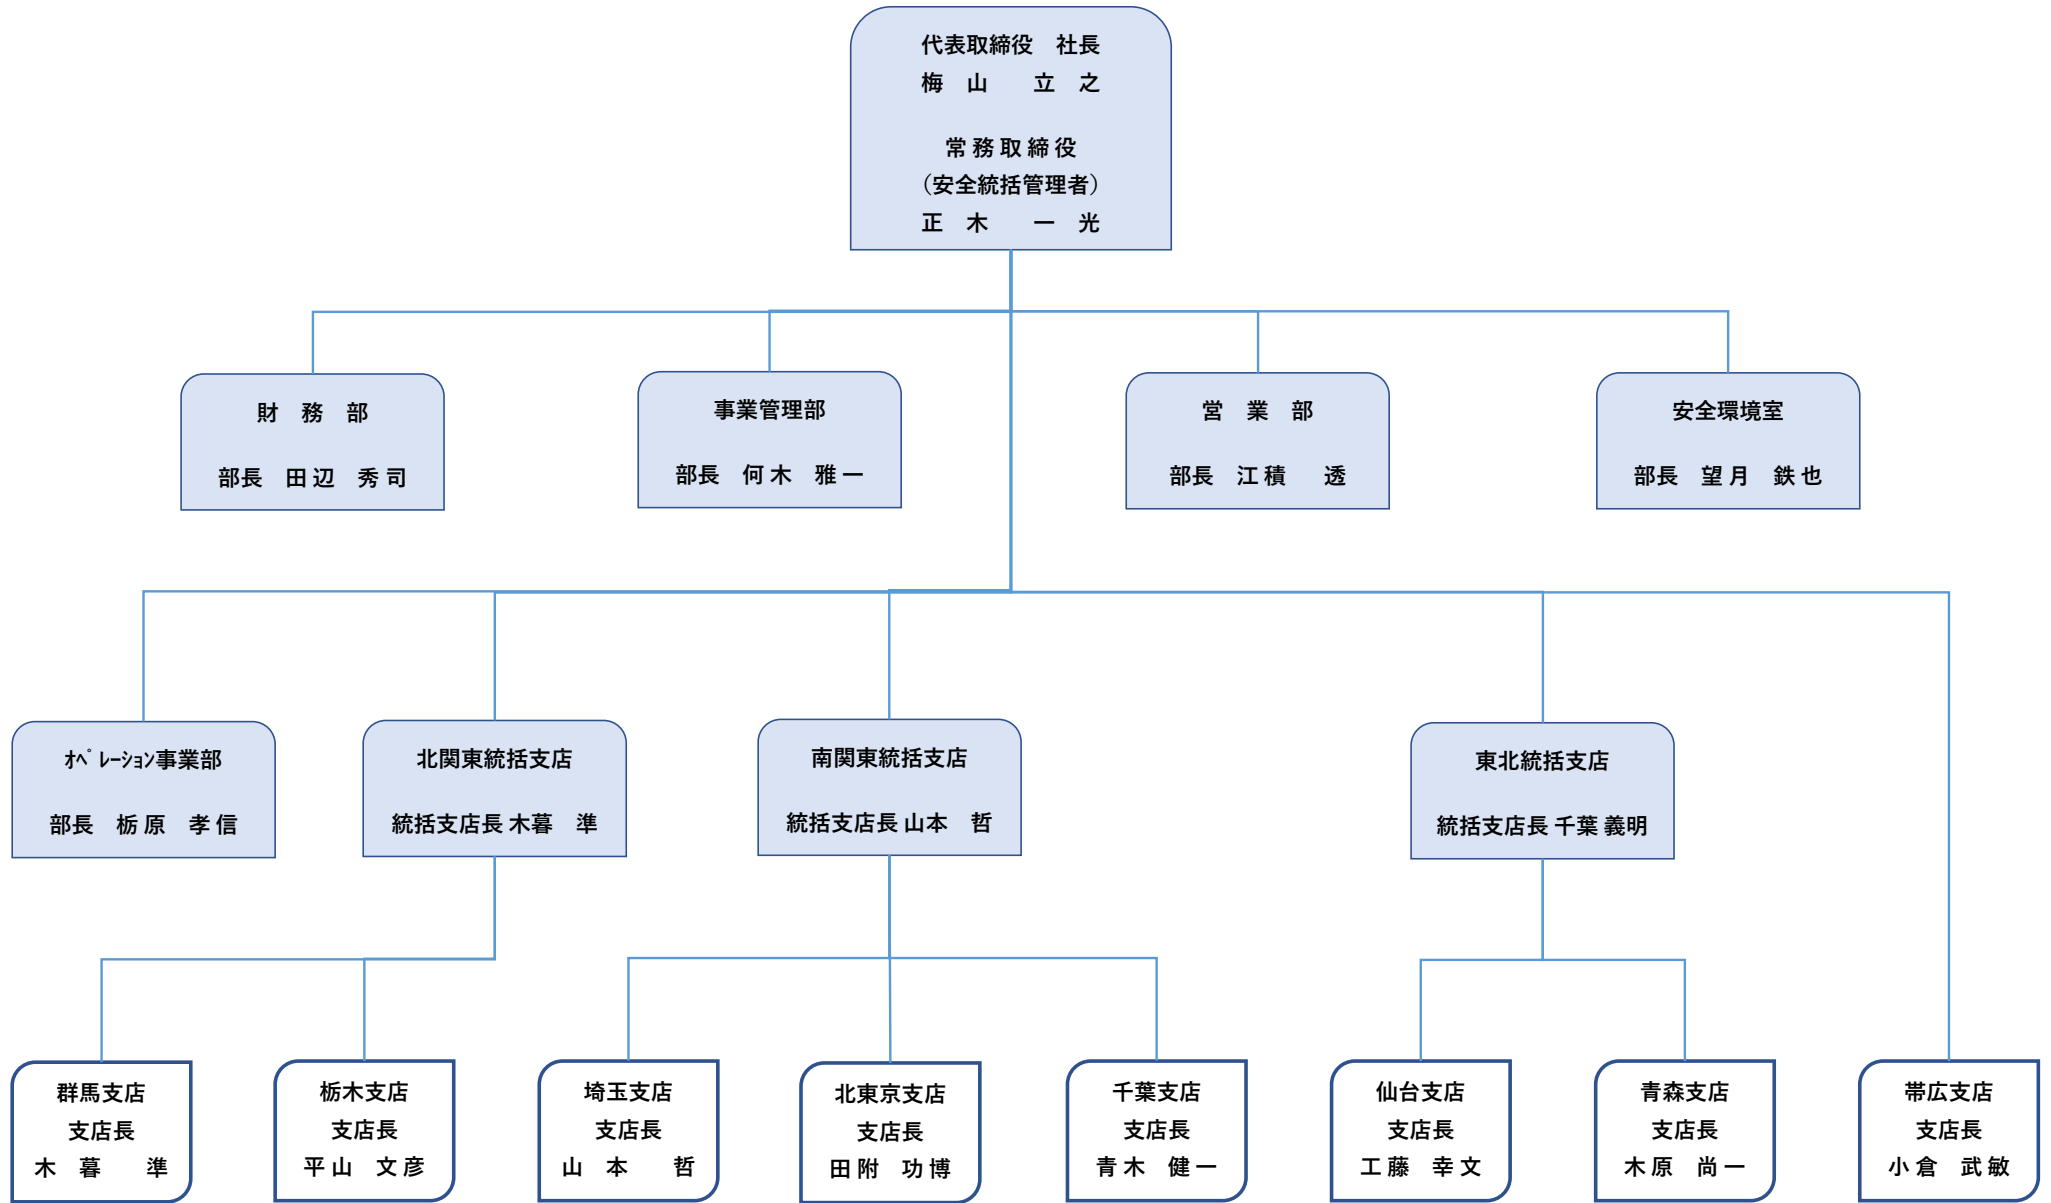 代表取締役　社長
梅　山　　立　之
常 務 取 締 役
（安全統括管理者）
正　木　　一　光
財　務　部
部長　田 辺　秀 司
事業管理部
部長　何 木　雅 一
営　業　部
部長　江 積　　透
安全環境室
部長　望 月　鉄 也
ｵﾍﾟﾚｰｼｮﾝ事業部
部長　栃 原　孝 信
北関東統括支店
統括支店長 木暮　準
南関東統括支店
統括支店長 山本　哲
東北統括支店
統括支店長 千葉 義明
群馬支店
支店長
木　暮　　準
栃木支店
支店長
平 山　文 彦
埼玉支店
支店長
山　本　　哲
北東京支店
支店長
田 附　功 博
千葉支店
支店長
青 木　健 一
仙台支店
支店長
工 藤　幸 文
青森支店
支店長
木 原　尚 一
帯広支店
支店長
小 倉　武 敏